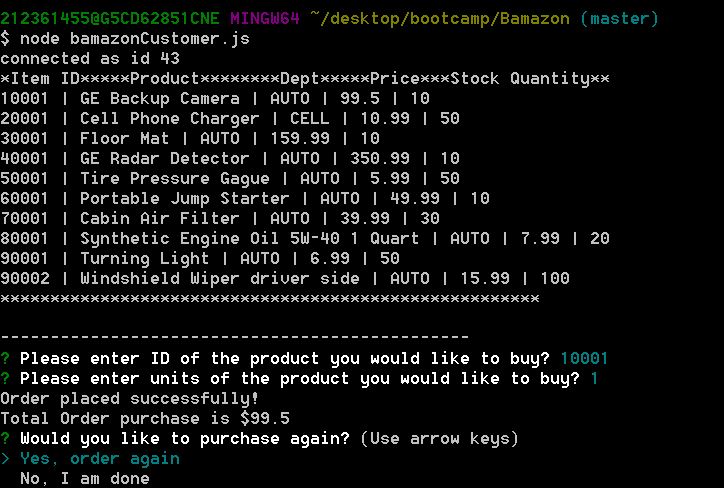 212361455@G5CD62851CNE MINGW64 ~/desktop/bootcamp/Bamazon (master)
$ node bamazonCustomer.js
connected as id 43
*Item ID*****Product********Dept*****Price***Stock Quantity**
10001 | GE Backup Camera | AUTO | 99.5 | 10
20001 | Cell Phone Charger | CELL | 10.99 | 50
30001 | Floor Mat | AUTO | 159.99 | 10
40001 | GE Radar Detector | AUTO | 350.99 | 10
50001 | Tire Pressure Gague | AUTO | 5.99 | 50
60001 | Portable Jump Starter | AUTO | 49.99 | 10
70001 | Cabin Air Filter | AUTO | 39.99 | 30
80001 | Synthetic Engine Oil 5W-40 1 Quart | AUTO | 7.99 | 20
90001 | Turning Light | AUTO | 6.99 | 50
90002 | Windshield Wiper driver side | AUTO | 15.99 | 100
******************************************************
-----------------------------------------------
? Please enter ID of the product you would like to buy? 10001
? Please enter units of the product you would like to buy? 1
Order placed successfully!
Total Order purchase is $99.5
? Would you like to purchase again? (Use arrow keys)
> Yes, order again
  No, I am done